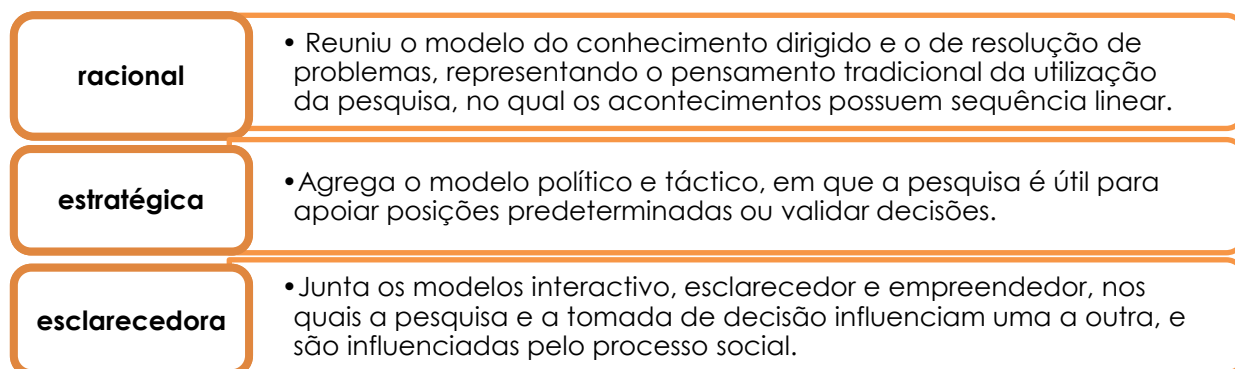 racional
• Reuniu o modelo do conhecimento dirigido e o de resolução de
problemas, representando o pensamento tradicional da utilização
da pesquisa, no qual os acontecimentos possuem sequência linear.
estratégica
•Agrega o modelo político e táctico, em que a pesquisa é útil para
apoiar posições predeterminadas ou validar decisões.
esclarecedora
•Junta os modelos interactivo, esclarecedor e empreendedor, nos
quais a pesquisa e a tomada de decisão influenciam uma a outra, e
são influenciadas pelo processo social.